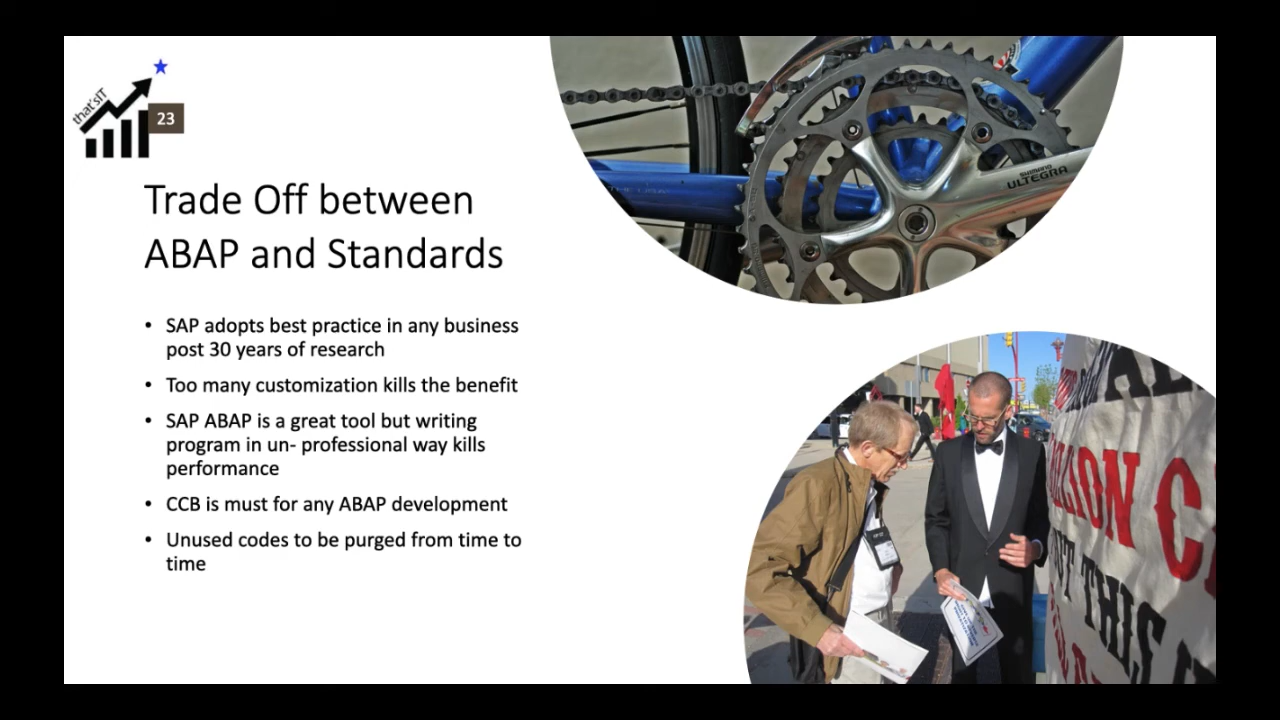 that'sIT
23
Trade Off between
ABAP and Standards
• SAP adopts best practice in any business
post 30 years of research
• Too many customization kills the benefit
• SAP ABAP is a great tool but writing
program in un- professional way kills
performance
• CCB is must for any ABAP development
• Unused codes to be purged from time to
time
SHIMANO
ULTEGRA
THIS